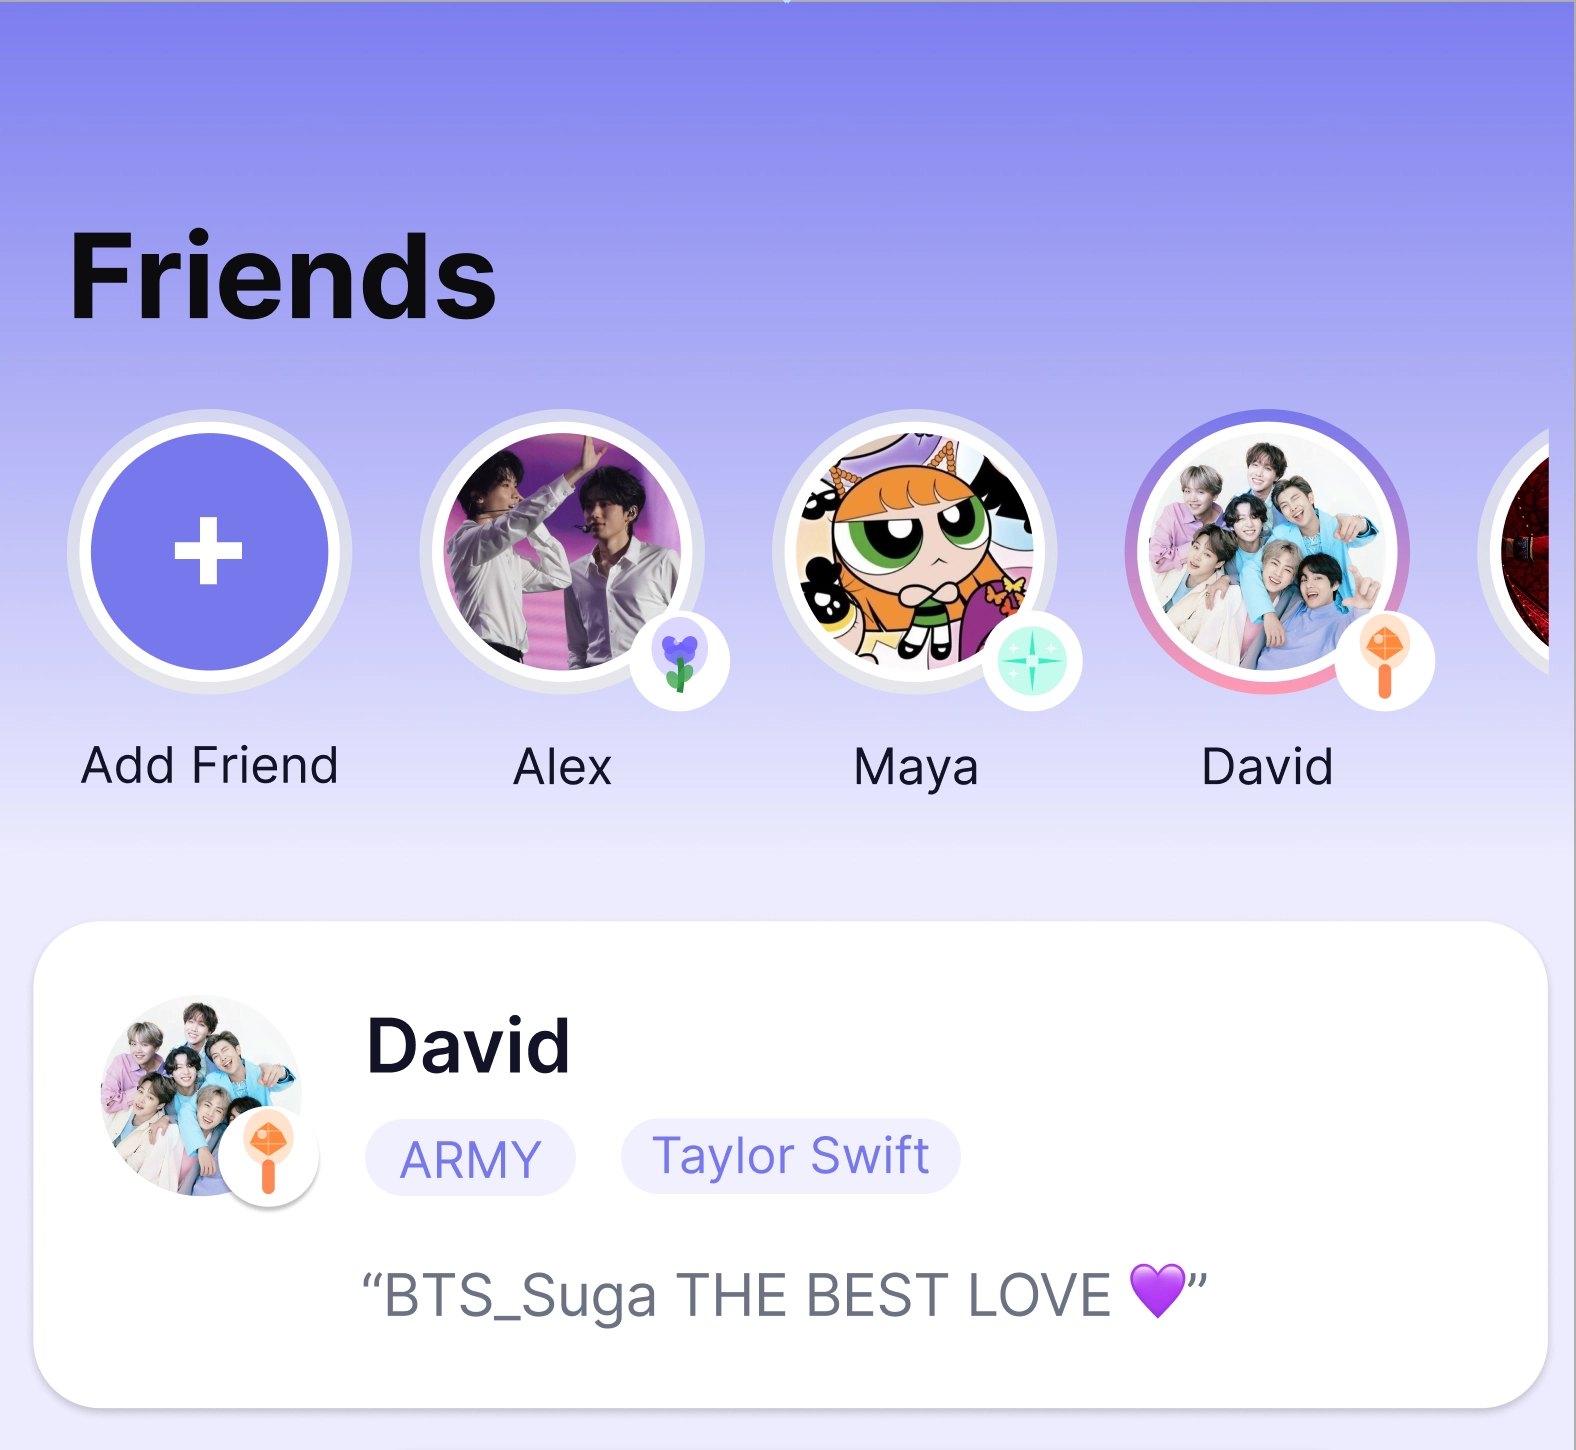 Friends
Add Friend
Alex
Maya
David
David
ARMY
Taylor Swift
“BTS_Suga THE BEST LOVE 💜”